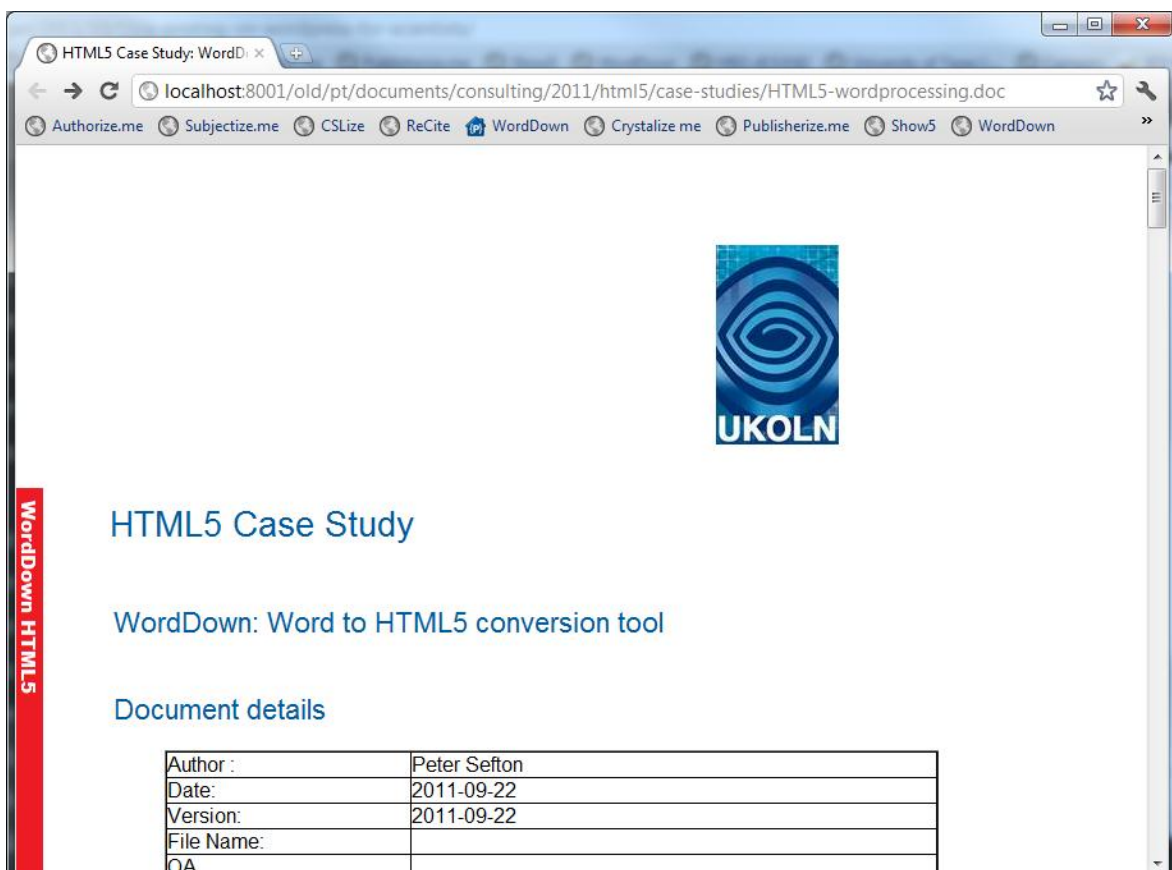 HTML5 Case Study: WordD
localhost:8001/old/pt/documents/consulting/2011/html5/case-studies/HTML5-wordprocessing.doc
Authorize.me Subjectize.me CSLize ReCite WordDown Crystalize me Publisherize.me Show5 WordDown »
UKOLN
WordDown HTML5
HTML5 Case Study
WordDown: Word to HTML5 conversion tool
Document details
Author : Peter Sefton
Date: 2011-09-22
Version: 2011-09-22
File Name:
QA